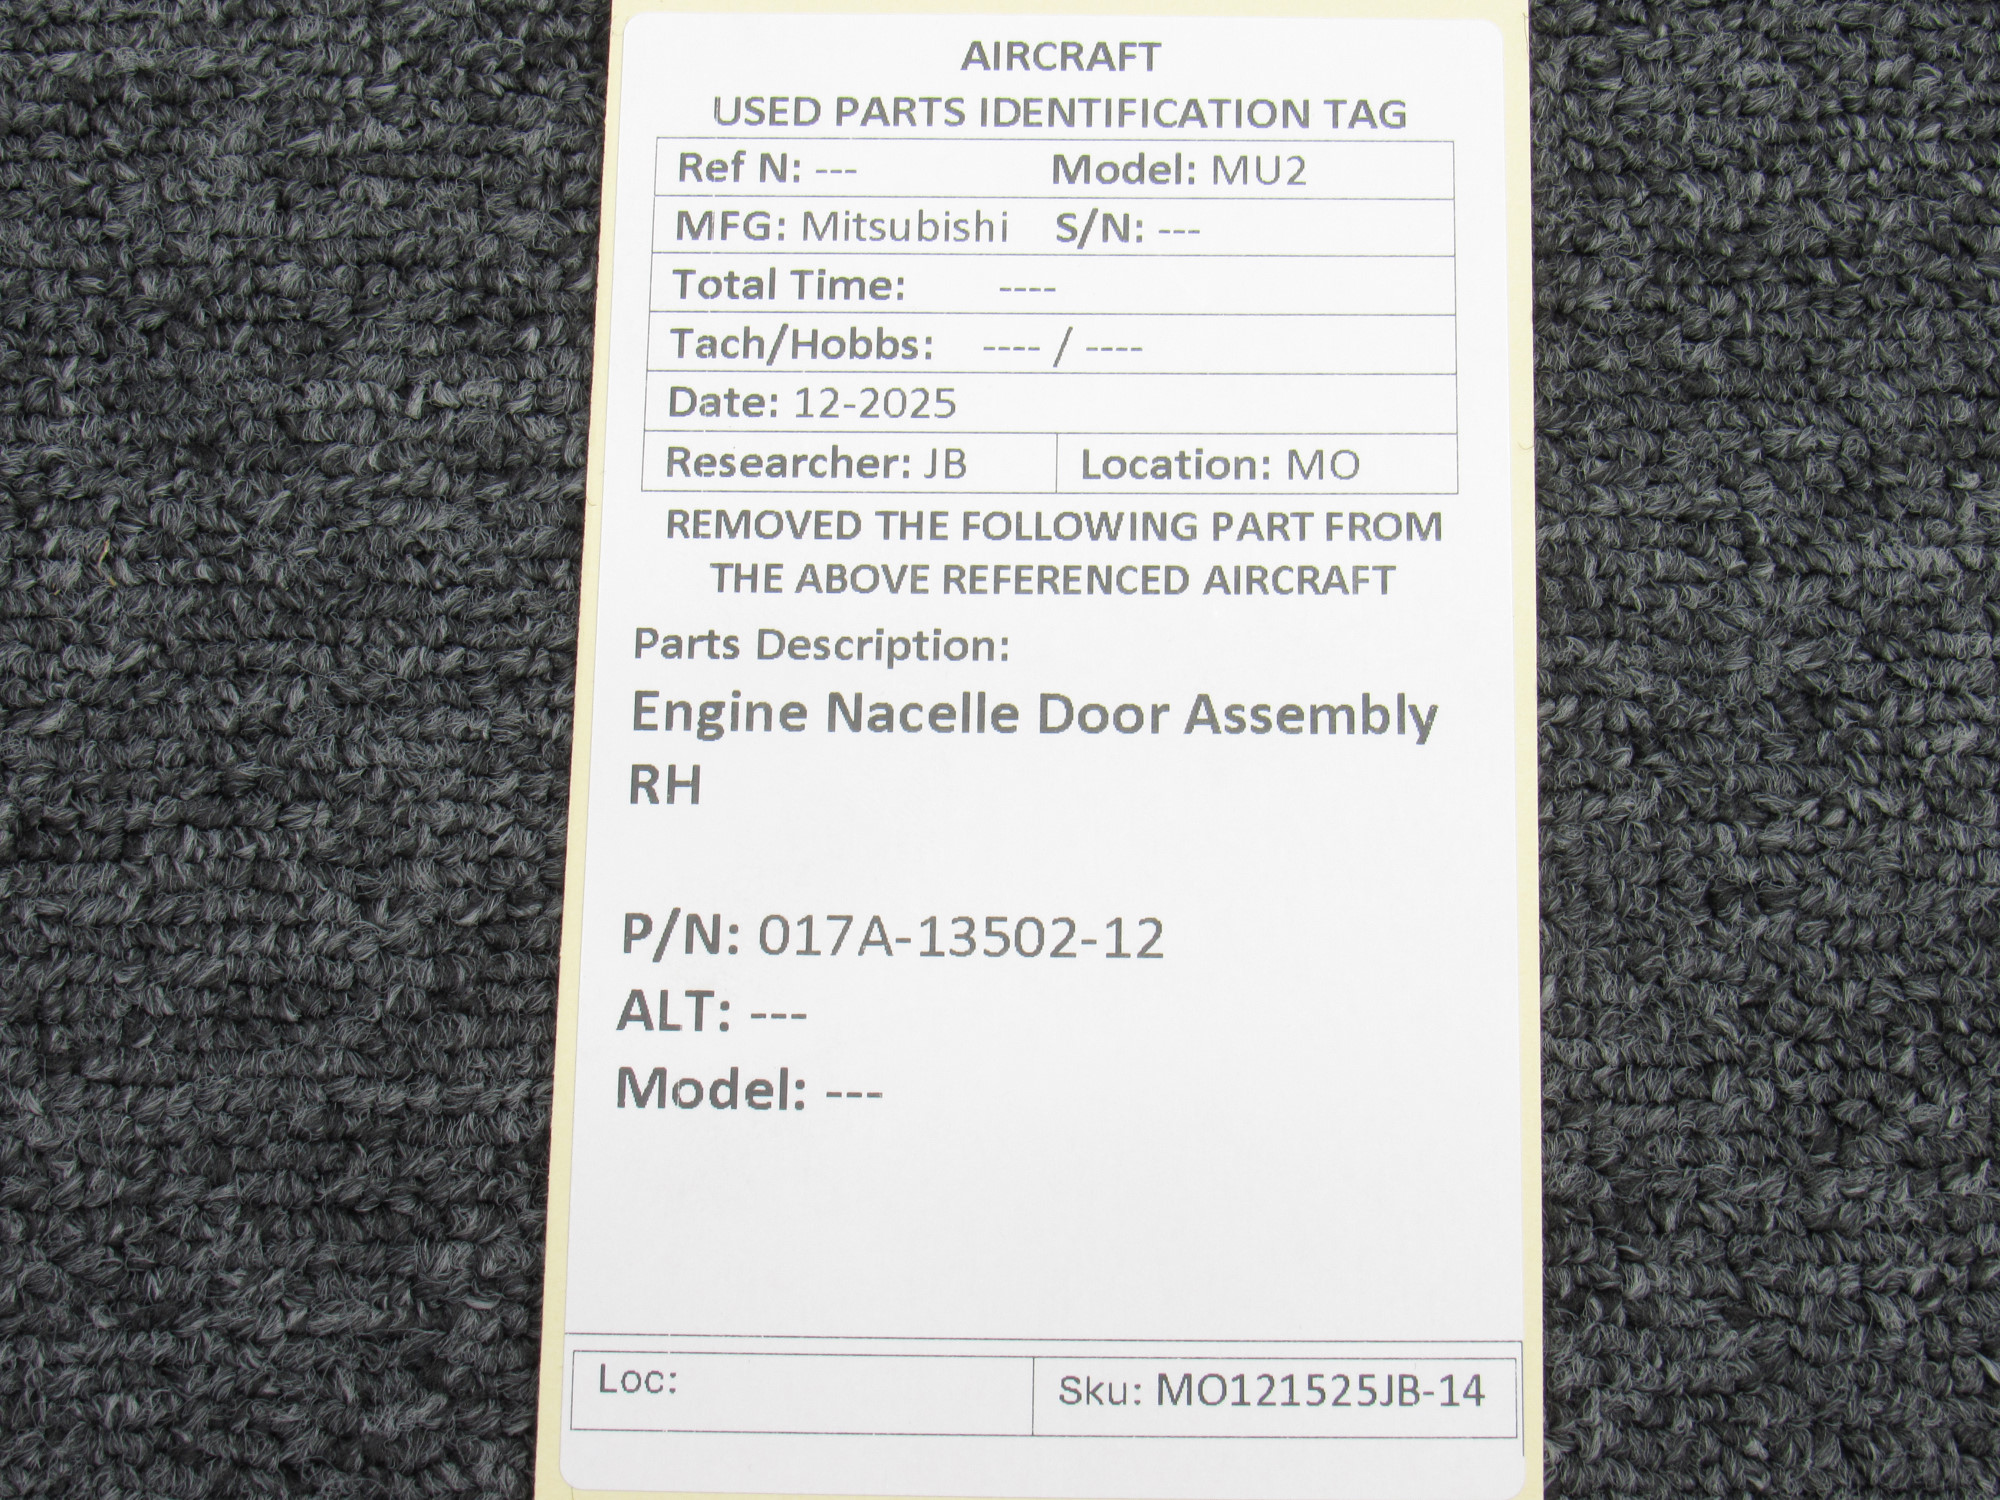 AIRCRAFT
USED PARTS IDENTIFICATION TAG
Ref N: --- Model: MU2
MFG: Mitsubishi S/N: ---
Total Time: ----
Tach/Hobbs: ---- / ----
Date: 12-2025
Researcher: JB Location: MO
REMOVED THE FOLLOWING PART FROM
THE ABOVE REFERENCED AIRCRAFT
Parts Description:
Engine Nacelle Door Assembly
RH
P/N: 017A-13502-12
ALT: ---
Model: ---
Loc: Sku: MO121525JB-14